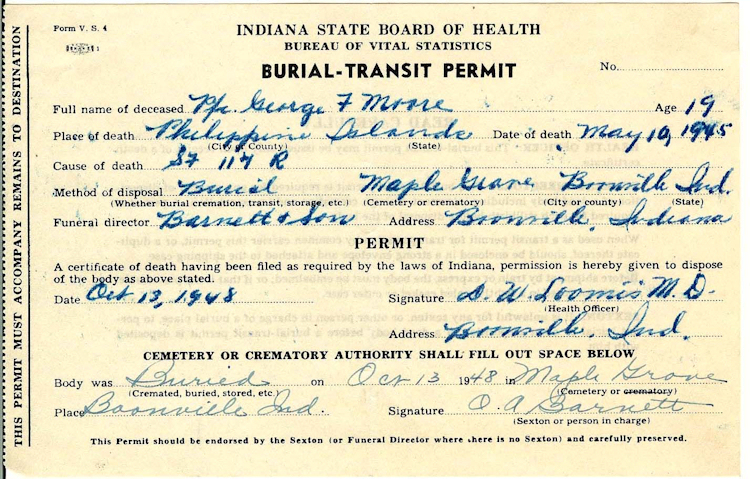 Form V. S. 4
INDIANA STATE BOARD OF HEALTH
BUREAU OF VITAL STATISTICS
BURIAL-TRANSIT PERMIT
No.
Full name of deceased Pfc George F Moore Age 19
Place of death Philippine Islands Date of death May 10, 1945
(City or County) (State)
Cause of death
Method of disposal Burial Maple Grove Boonville Ind.
(Whether burial cremation, transit, storage, etc.) (Cemetery or crematory) (City or county) (State)
Funeral director Barnett & Son Address Boonville, Indiana
PERMIT
A certificate of death having been filed as required by the laws of Indiana, permission is hereby given to dispose
of the body as above stated.
Date Oct 13, 1948 Signature D. W. Loomis M. D.
(Health Officer)
Address Boonville, Ind.
CEMETERY OR CREMATORY AUTHORITY SHALL FILL OUT SPACE BELOW
Body was Buried on Oct 13 1948 in Maple Grove
(Cremated, buried, stored, etc.) (Cemetery or crematory)
Place Boonville Ind. Signature O. A Barnett
(Sexton or person in charge)
This Permit should be endorsed by the Sexton (or Funeral Director where there is no Sexton) and carefully preserved.
THIS PERMIT MUST ACCOMPANY REMAINS TO DESTINATION